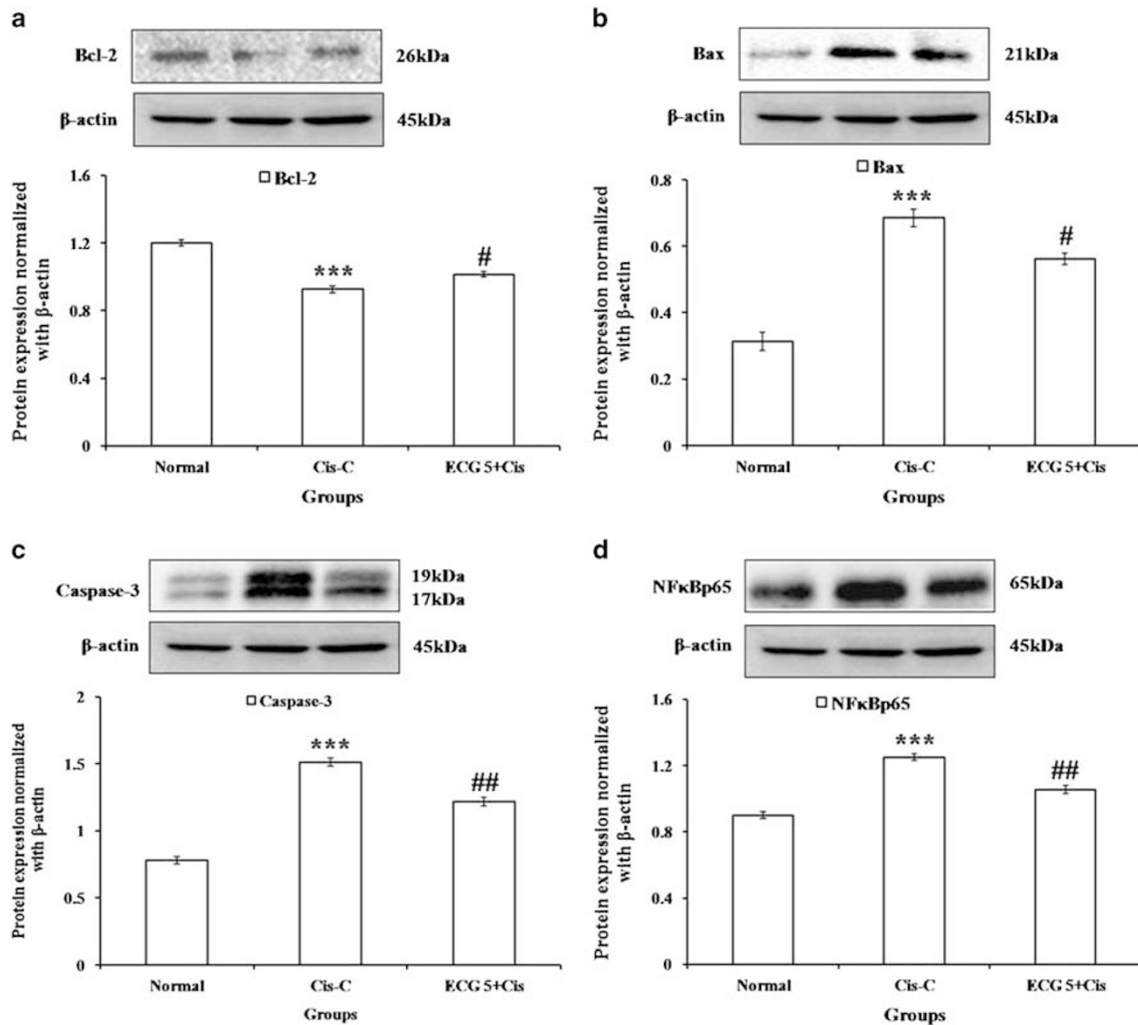 a
Bcl-2 26kDa
β-actin 45kDa
Bcl-2
Protein expression normalized
with β-actin
1.6
1.2
0.8
0.4
0
***
#
Normal Cis-C ECG 5+Cis
Groups
b
Bax 21kDa
β-actin 45kDa
Bax
Protein expression normalized
with β-actin
0.8
0.6
0.4
0.2
0
***
#
Normal Cis-C ECG 5+Cis
Groups
c
19kDa
Caspase-3
17kDa
β-actin 45kDa
Caspase-3
Protein expression normalized
with β-actin
2
1.5
1
0.5
0
***
##
Normal Cis-C ECG 5+Cis
Groups
d
NFκBp65 65kDa
β-actin 45kDa
NFκBp65
Protein expression normalized
with β-actin
1.6
1.2
0.8
0.4
0
***
##
Normal Cis-C ECG 5+Cis
Groups